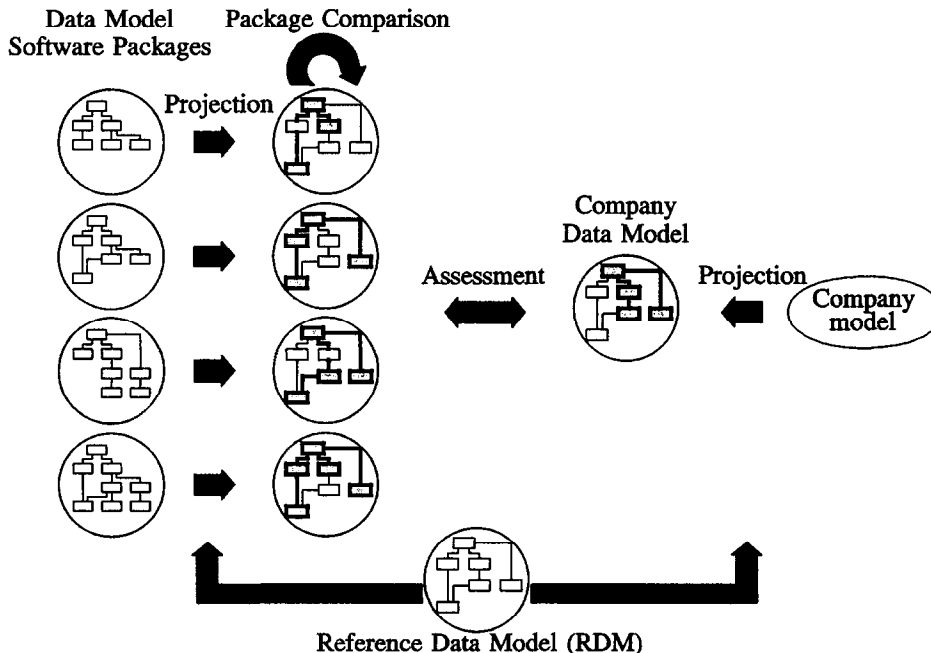 Data Model
Software Packages
Package Comparison
Projection
Company
Data Model
Assessment
Projection
Company
model
Reference Data Model (RDM)